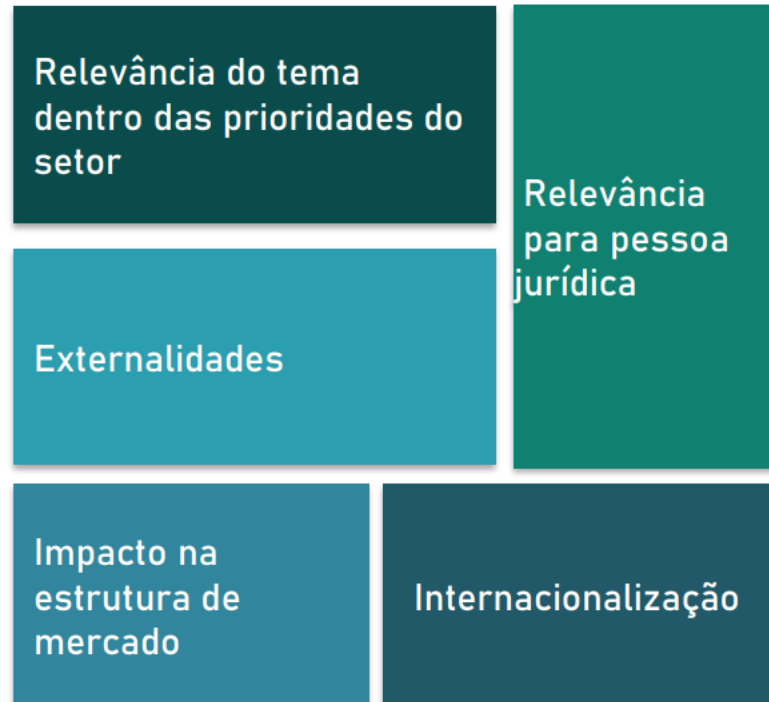 Relevância do tema
dentro das prioridades do
setor
Relevância
para pessoa
jurídica
Externalidades
Impacto na
estrutura de
mercado
Internacionalização